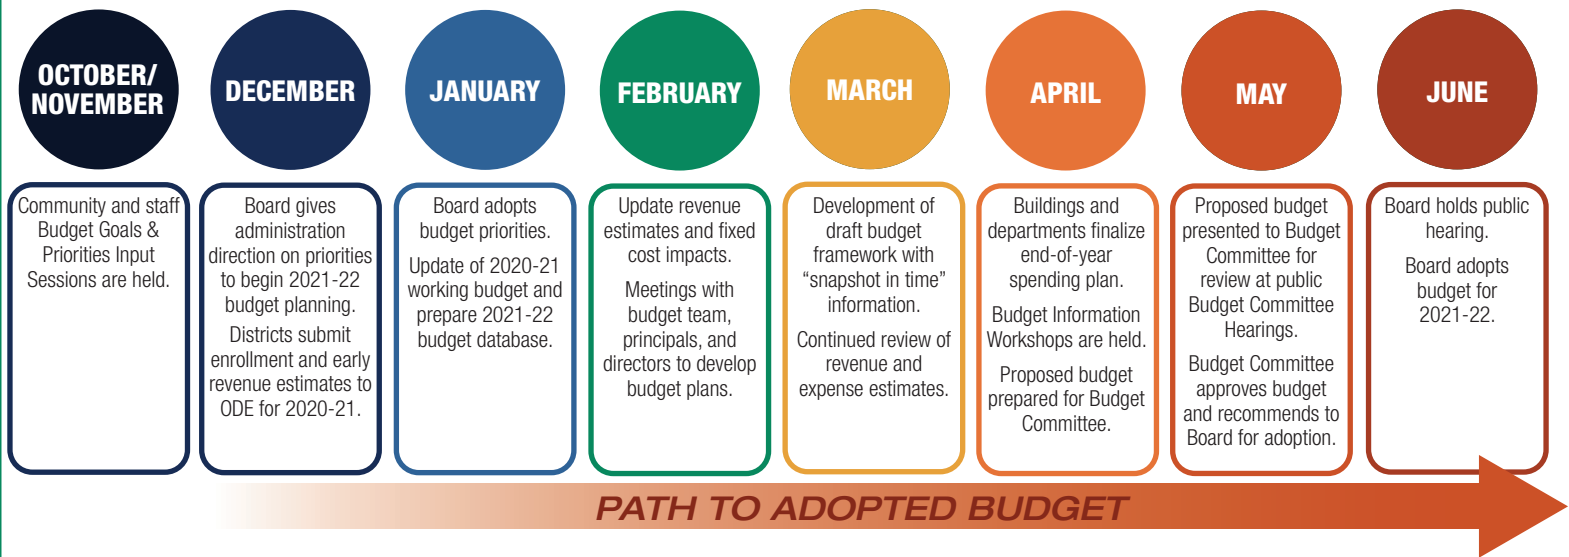 OCTOBER/
NOVEMBER
DECEMBER
JANUARY
FEBRUARY
MARCH
APRIL
MAY
JUNE
Community and staff
Budget Goals &
Priorities Input
Sessions are held.
Board gives
administration
direction on priorities
to begin 2021-22
budget planning.
Districts submit
enrollment and early
revenue estimates to
ODE for 2020-21.
Board adopts
budget priorities.
Update of 2020-21
working budget and
prepare 2021-22
budget database.
Update revenue
estimates and fixed
cost impacts.
Meetings with
budget team,
principals, and
directors to develop
budget plans.
Development of
draft budget
framework with
“snapshot in time”
information.
Continued review of
revenue and
expense estimates.
Buildings and
departments finalize
end-of-year
spending plan.
Budget Information
Workshops are held.
Proposed budget
prepared for Budget
Committee.
Proposed budget
presented to Budget
Committee for
review at public
Budget Committee
Hearings.
Budget Committee
approves budget
and recommends to
Board for adoption.
Board holds public
hearing.
Board adopts
budget for
2021-22.
PATH TO ADOPTED BUDGET